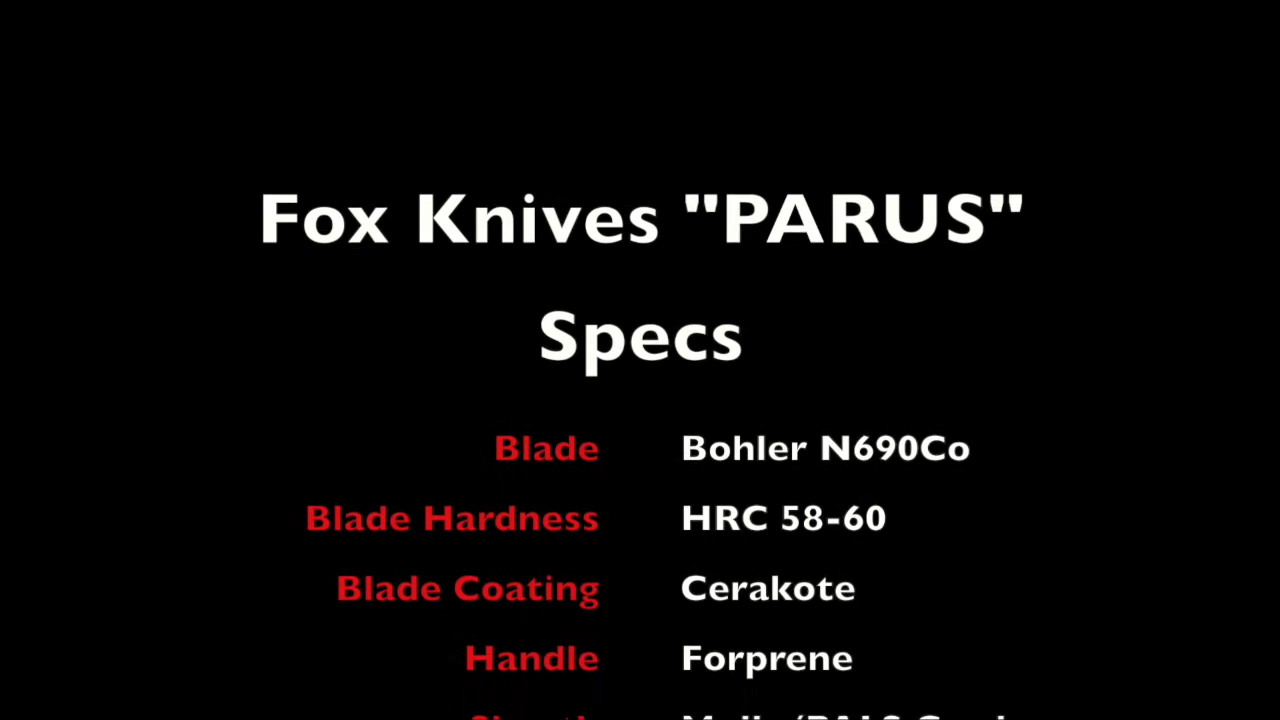 Fox Knives "PARUS"
Specs
Blade Bohler N690Co
Blade Hardness HRC 58-60
Blade Coating Cerakote
Handle Forprene